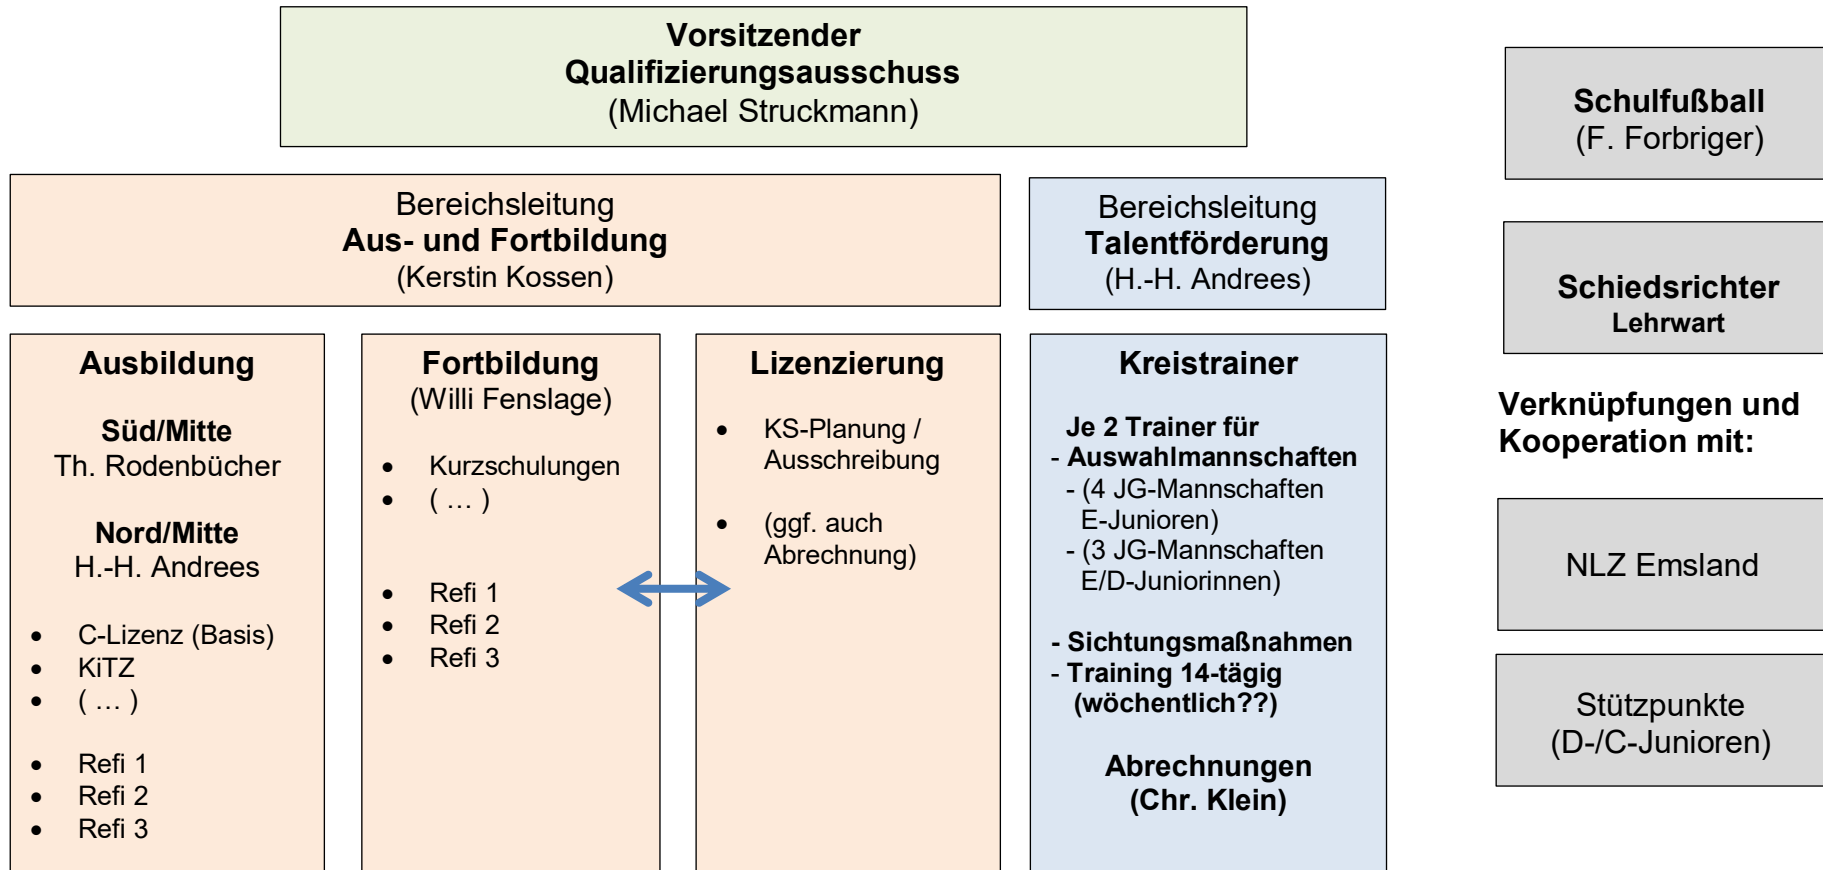 Vorsitzender
Qualifizierungsausschuss
(Michael Struckmann)
Bereichsleitung
Aus- und Fortbildung
(Kerstin Kossen)
Bereichsleitung
Talentförderung
(H.-H. Andrees)
Ausbildung
Süd/Mitte
Th. Rodenbücher
Nord/Mitte
H.-H. Andrees
• C-Lizenz (Basis)
• KiTZ
• ( … )
• Refi 1
• Refi 2
• Refi 3
Fortbildung
(Willi Fenslage)
• Kurzschulungen
• ( … )
• Refi 1
• Refi 2
• Refi 3
Lizenzierung
• KS-Planung /
Ausschreibung
• (ggf. auch
Abrechnung)
Kreistrainer
Je 2 Trainer für
- Auswahlmannschaften
- (4 JG-Mannschaften
E-Junioren)
- (3 JG-Mannschaften
E/D-Juniorinnen)
- Sichtungsmaßnahmen
- Training 14-tägig
(wöchentlich??)
Abrechnungen
(Chr. Klein)
Schulfußball
(F. Forbriger)
Schiedsrichter
Lehrwart
Verknüpfungen und
Kooperation mit:
NLZ Emsland
Stützpunkte
(D-/C-Junioren)